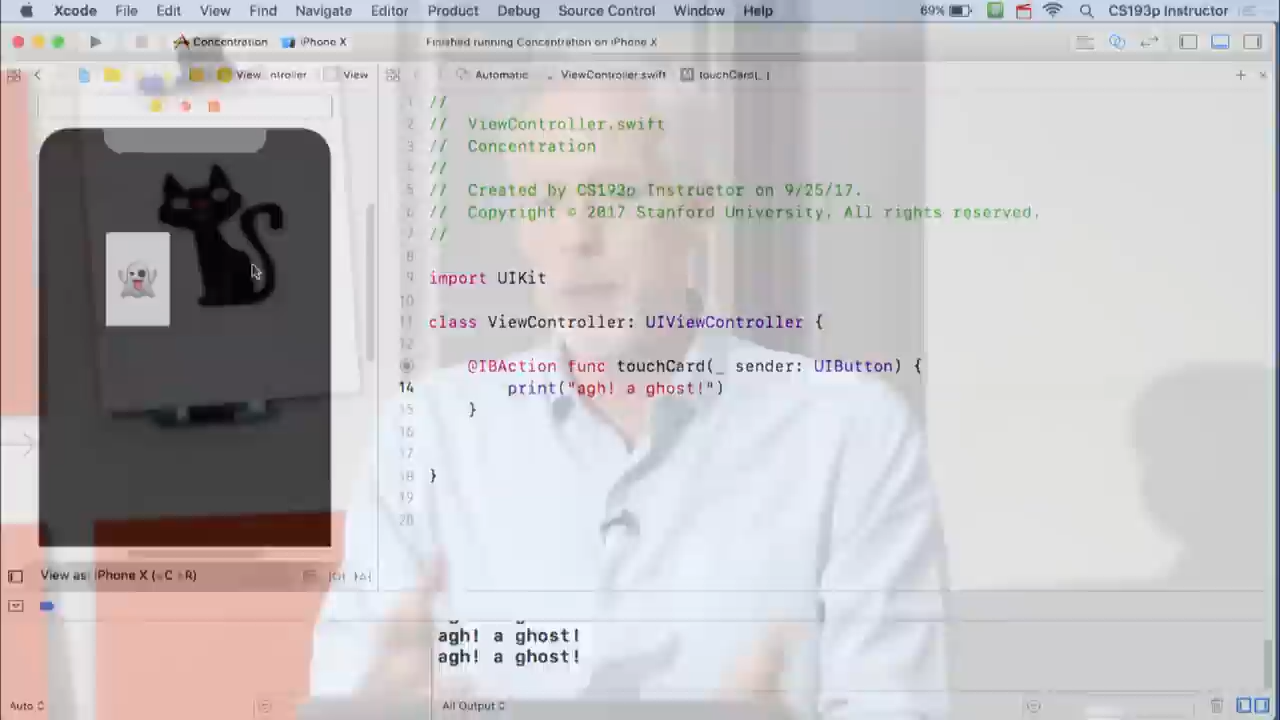 Xcode File Edit View Find Navigate Editor Product Debug Source Control Window Help 69% CS193p Instructor
Concentration iPhone X Finished running Concentration on iPhone X
View View Automatic ViewController.swift touchCard(_:)
1 //
2 // ViewController.swift
3 // Concentration
4 //
5 // Created by CS193p Instructor on 9/25/17.
6 // Copyright © 2017 Stanford University. All rights reserved.
7 //
8
9 import UIKit
10
11 class ViewController: UIViewController {
12
@IBAction func touchCard(_ sender: UIButton) {
14 print("agh! a ghost!")
15 }
16
17
18 }
19
20
View as: iPhone X
agh! a ghost!
agh! a ghost!
Auto All Output